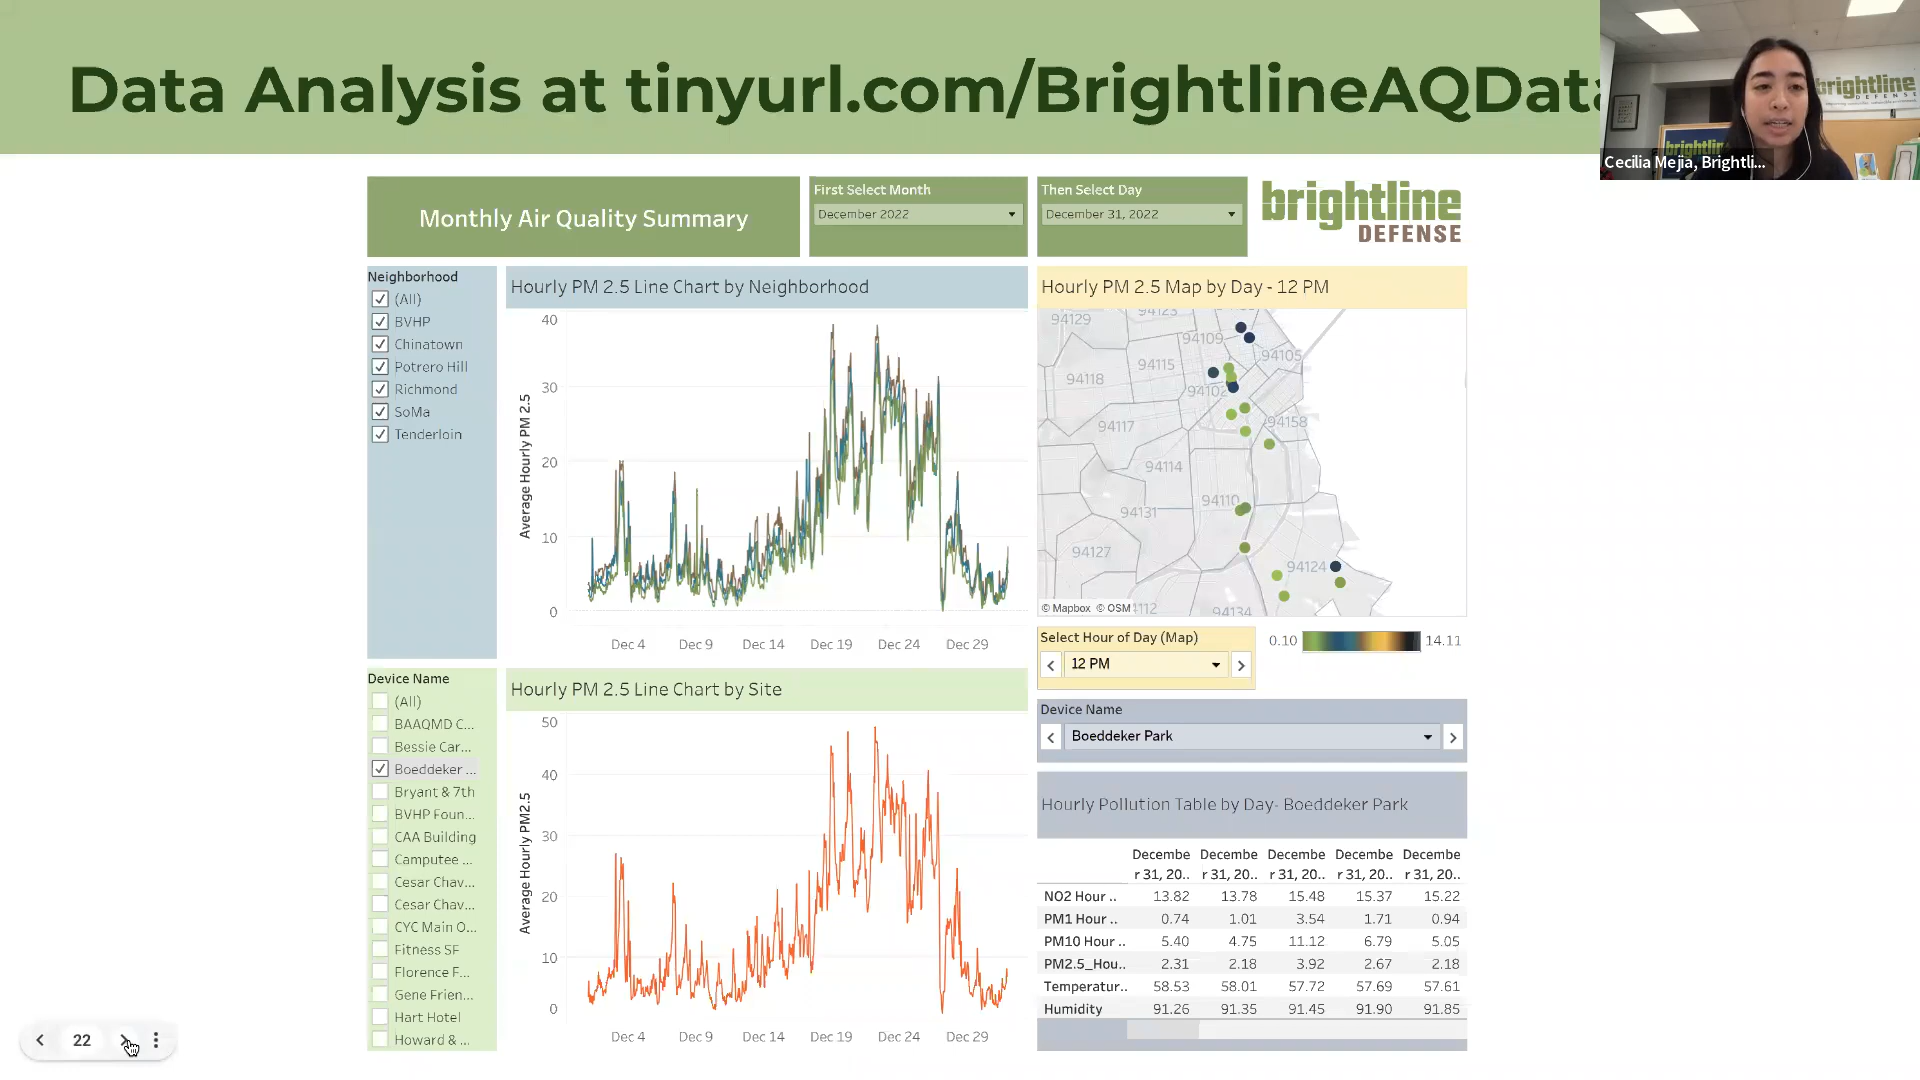 Data Analysis at tinyurl.com/BrightlineAQData
brightline
DEFENSE
brightline
Cecilia Mejia, Brightli...
Monthly Air Quality Summary
First Select Month
December 2022
Then Select Day
December 31, 2022
brightline
DEFENSE
Neighborhood
(All)
BVHP
Chinatown
Potrero Hill
Richmond
SoMa
Tenderloin
Hourly PM 2.5 Line Chart by Neighborhood
Average Hourly PM 2.5
40
30
20
10
0
Dec 4 Dec 9 Dec 14 Dec 19 Dec 24 Dec 29
Hourly PM 2.5 Map by Day - 12 PM
94129
94123
94109
94105
94115
94118
94102
94158
94117
94114
94110
94131
94127
94124
94134
© Mapbox © OSM
Select Hour of Day (Map)
12 PM
0.10 14.11
Device Name
(All)
BAAQMD C...
Bessie Car...
Boeddeker ...
Bryant & 7th
BVHP Foun...
CAA Building
Camputee ...
Cesar Chav...
Cesar Chav...
CYC Main O...
Fitness SF
Florence F...
Gene Frien...
Hart Hotel
Howard & ...
Hourly PM 2.5 Line Chart by Site
Average Hourly PM2.5
50
40
30
20
10
0
Dec 4 Dec 9 Dec 14 Dec 19 Dec 24 Dec 29
Device Name
Boeddeker Park
Hourly Pollution Table by Day- Boeddeker Park
Decembe Decembe Decembe Decembe Decembe
r 31, 20.. r 31, 20.. r 31, 20.. r 31, 20.. r 31, 20..
NO2 Hour .. 13.82 13.78 15.48 15.37 15.22
PM1 Hour .. 0.74 1.01 3.54 1.71 0.94
PM10 Hour .. 5.40 4.75 11.12 6.79 5.05
PM2.5_Hou.. 2.31 2.18 3.92 2.67 2.18
Temperatur.. 58.53 58.01 57.72 57.69 57.61
Humidity 91.26 91.35 91.45 91.90 91.85
22